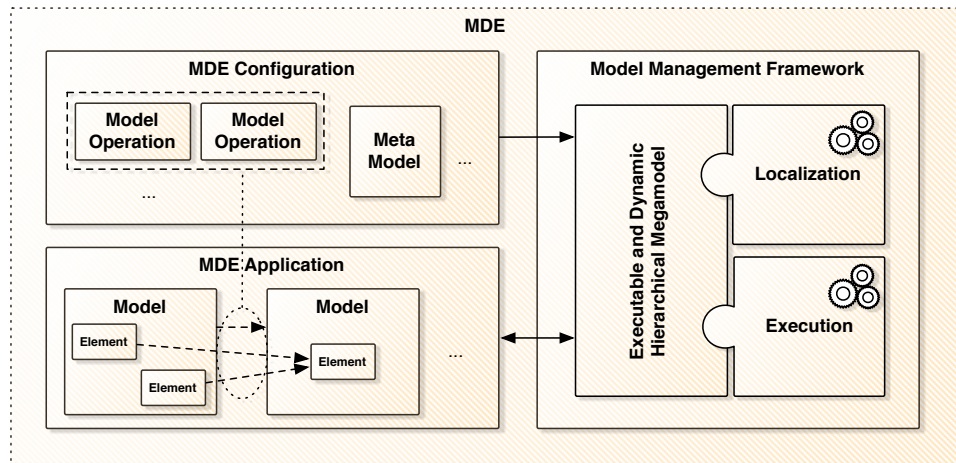 MDE
MDE Configuration
Model
Operation
Model
Operation
Meta
Model
...
...
MDE Application
Model
Element
Element
Model
Element
...
Model Management Framework
Executable and Dynamic
Hierarchical Megamodel
Localization
Execution